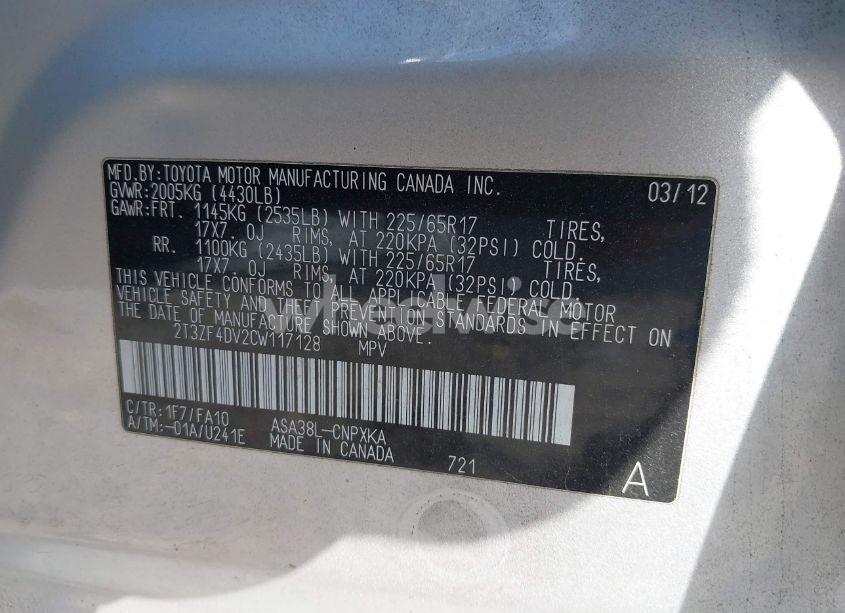 MFD.BY:TOYOTA MOTOR MANUFACTURING CANADA INC. 03/12
GVWR:2005KG (4430LB)
GAWR:FRT. 1145KG (2535LB) WITH 225/65R17 TIRES,
17X7.0J RIMS, AT 220KPA (32PSI) COLD.
RR. 1100KG (2435LB) WITH 225/65R17 TIRES,
17X7.0J RIMS, AT 220KPA (32PSI) COLD.
THIS VEHICLE CONFORMS TO ALL APPLICABLE FEDERAL MOTOR
VEHICLE SAFETY AND THEFT PREVENTION STANDARDS IN EFFECT ON
THE DATE OF MANUFACTURE SHOWN ABOVE.
2T3ZF4DV2CW117128 MPV
wheelwise
C/TR:1F7/FA10 ASA38L-CNPXKA
A/TM:-01A/U241E MADE IN CANADA 721
A